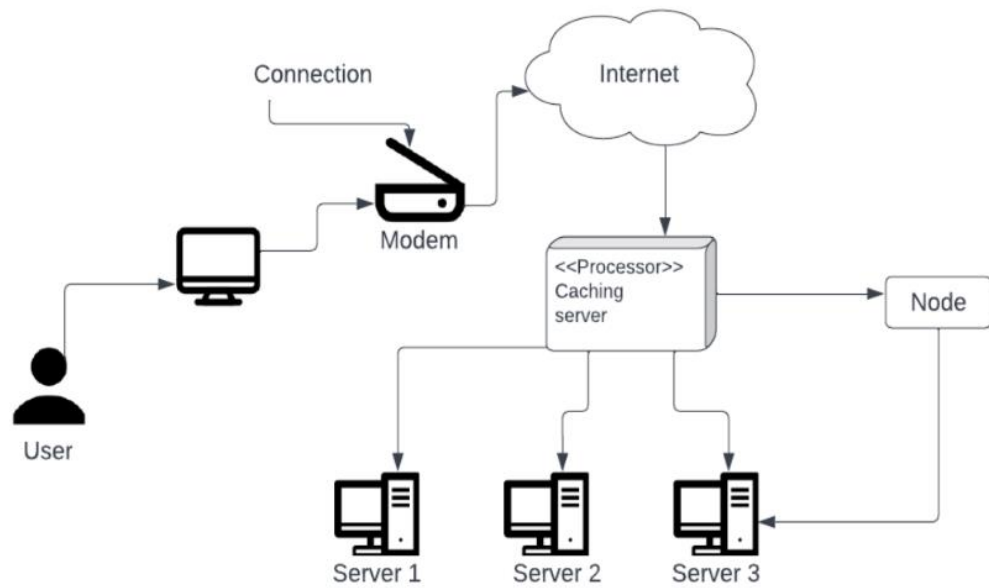 Connection
Internet
Modem
<<Processor>>
Caching
server
Node
User
Server 1
Server 2
Server 3